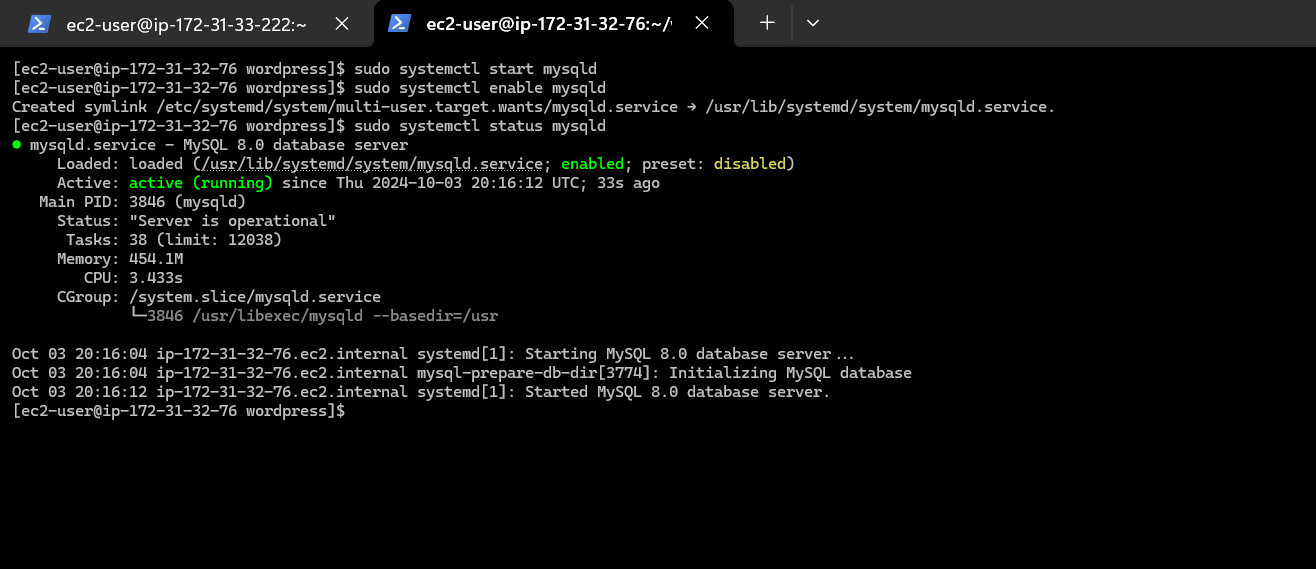 ec2-user@ip-172-31-33-222:~
ec2-user@ip-172-31-32-76:~/
[ec2-user@ip-172-31-32-76 wordpress]$ sudo systemctl start mysqld
[ec2-user@ip-172-31-32-76 wordpress]$ sudo systemctl enable mysqld
Created symlink /etc/systemd/system/multi-user.target.wants/mysqld.service → /usr/lib/systemd/system/mysqld.service.
[ec2-user@ip-172-31-32-76 wordpress]$ sudo systemctl status mysqld
● mysqld.service - MySQL 8.0 database server
Loaded: loaded (/usr/lib/systemd/system/mysqld.service; enabled; preset: disabled)
Active: active (running) since Thu 2024-10-03 20:16:12 UTC; 33s ago
Main PID: 3846 (mysqld)
Status: "Server is operational"
Tasks: 38 (limit: 12038)
Memory: 454.1M
CPU: 3.433s
CGroup: /system.slice/mysqld.service
└─3846 /usr/libexec/mysqld --basedir=/usr
Oct 03 20:16:04 ip-172-31-32-76.ec2.internal systemd[1]: Starting MySQL 8.0 database server...
Oct 03 20:16:04 ip-172-31-32-76.ec2.internal mysql-prepare-db-dir[3774]: Initializing MySQL database
Oct 03 20:16:12 ip-172-31-32-76.ec2.internal systemd[1]: Started MySQL 8.0 database server.
[ec2-user@ip-172-31-32-76 wordpress]$